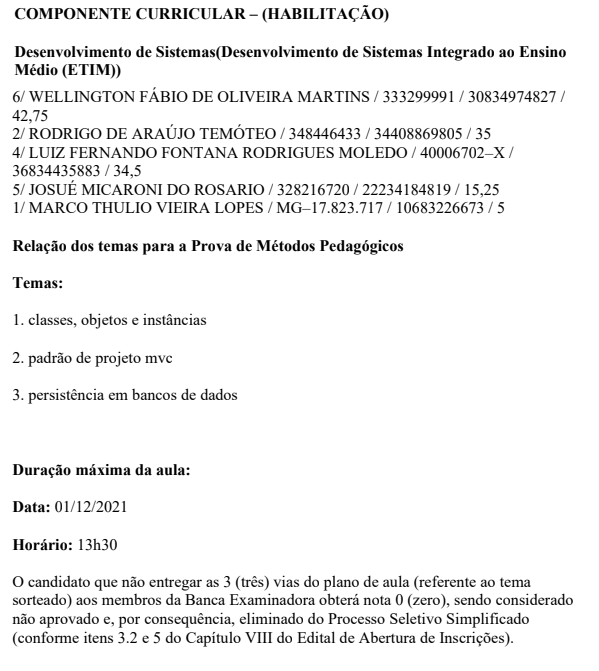 COMPONENTE CURRICULAR – (HABILITAÇÃO)
Desenvolvimento de Sistemas(Desenvolvimento de Sistemas Integrado ao Ensino
Médio (ETIM))
6/ WELLINGTON FÁBIO DE OLIVEIRA MARTINS / 333299991 / 30834974827 /
42,75
2/ RODRIGO DE ARAÚJO TEMÓTEO / 348446433 / 34408869805 / 35
4/ LUIZ FERNANDO FONTANA RODRIGUES MOLEDO / 40006702–X /
36834435883 / 34,5
5/ JOSUÉ MICARONI DO ROSARIO / 328216720 / 22234184819 / 15,25
1/ MARCO THULIO VIEIRA LOPES / MG–17.823.717 / 10683226673 / 5
Relação dos temas para a Prova de Métodos Pedagógicos
Temas:
1. classes, objetos e instâncias
2. padrão de projeto mvc
3. persistência em bancos de dados
Duração máxima da aula:
Data: 01/12/2021
Horário: 13h30
O candidato que não entregar as 3 (três) vias do plano de aula (referente ao tema
sorteado) aos membros da Banca Examinadora obterá nota 0 (zero), sendo considerado
não aprovado e, por consequência, eliminado do Processo Seletivo Simplificado
(conforme itens 3.2 e 5 do Capítulo VIII do Edital de Abertura de Inscrições).